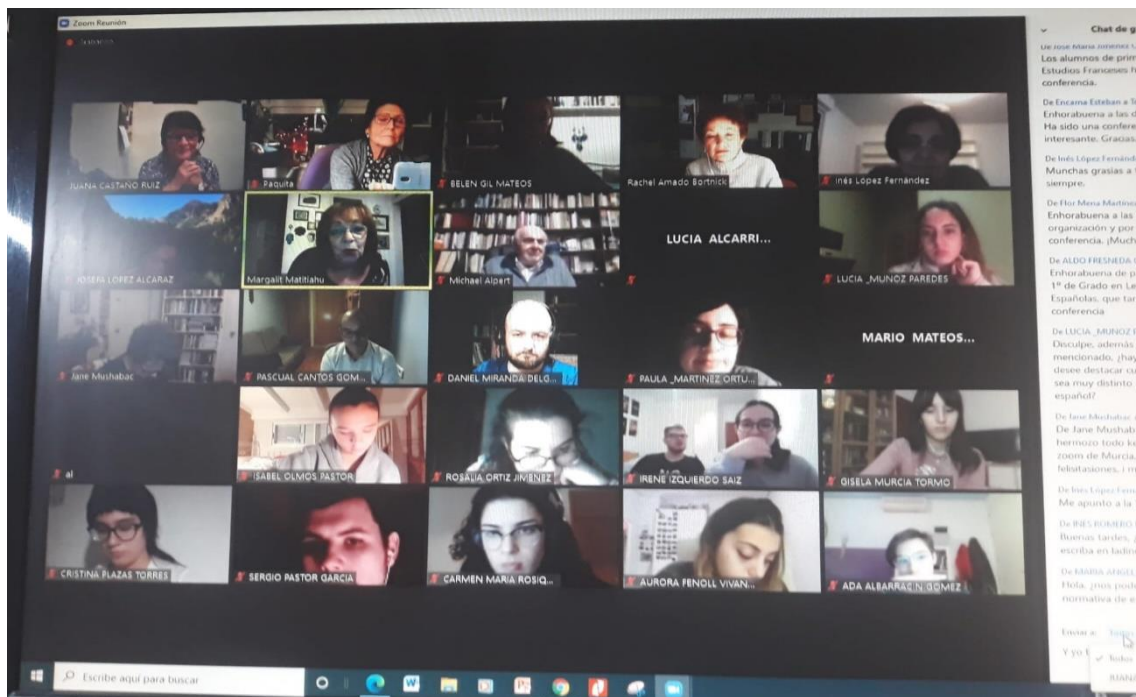 Zoom Reunión
JUANA CASTAÑO RUIZ
Paquita
BELEN GIL MATEOS
Rachel Amado Bortnick
Inés López Fernández
JOSEFA LOPEZ ALCARAZ
Margalit Matitiahu
Michael Alpert
LUCIA ALCARRI...
LUCIA _MUÑOZ PAREDES
Jane Mushabac
PASCUAL CANTOS GOM...
DANIEL MIRANDA DELG...
PAULA _MARTINEZ ORTU...
MARIO MATEOS...
al
ISABEL OLMOS PASTOR
ROSALIA ORTIZ JIMENEZ
IRENE IZQUIERDO SAIZ
GISELA MURCIA TORMO
CRISTINA PLAZAS TORRES
SERGIO PASTOR GARCIA
CARMEN MARIA ROSIQ...
AURORA FENOLL VIVAN...
ADA ALBARRACIN GOMEZ
Escribe aquí para buscar
Chat de g
Los alumnos de prim
Estudios Franceses h
conferencia.
De Encarna Esteban a T
Enhorabuena a las d
Ha sido una confere
interesante. Gracias
De Inés López Fernánd
Munchas grasias a
siempre.
De Flor Mena Martínez
Enhorabuena a las
organización y por
conferencia. ¡Much
De ALDO FRESNEDA
Enhorabuena de p
1º de Grado en Le
Españolas, que tar
conferencia
De LUCIA _MUÑOZ P
Disculpe, además
mencionado, ¿hay
desee destacar cu
sea muy distinto
español?
De Jane Mushabac
De Jane Mushab
hermozo todo ke
zoom de Murcia.
felisitasiones, i m
De Inés López Fern
Me apunto a la
De INES ROMERO
Buenas tardes, ¿
escriba en ladin
De MARIA ANGEL
Hola, ¿nos pod
normativa de e
Enviar a:
Y yo
Todos
JUANA